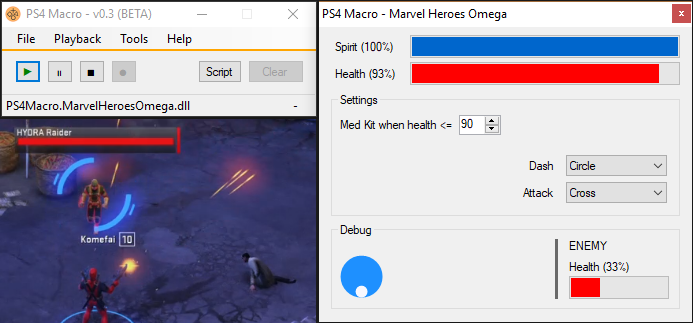 PS4 Macro - v0.3 (BETA)
File Playback Tools Help
Script Clear
PS4Macro.MarvelHeroesOmega.dll -
HYDRA Raider
Komefai 10
PS4 Macro - Marvel Heroes Omega
Spirit (100%)
Health (93%)
Settings
Med Kit when health <= 90
Dash Circle
Attack Cross
Debug
ENEMY
Health (33%)